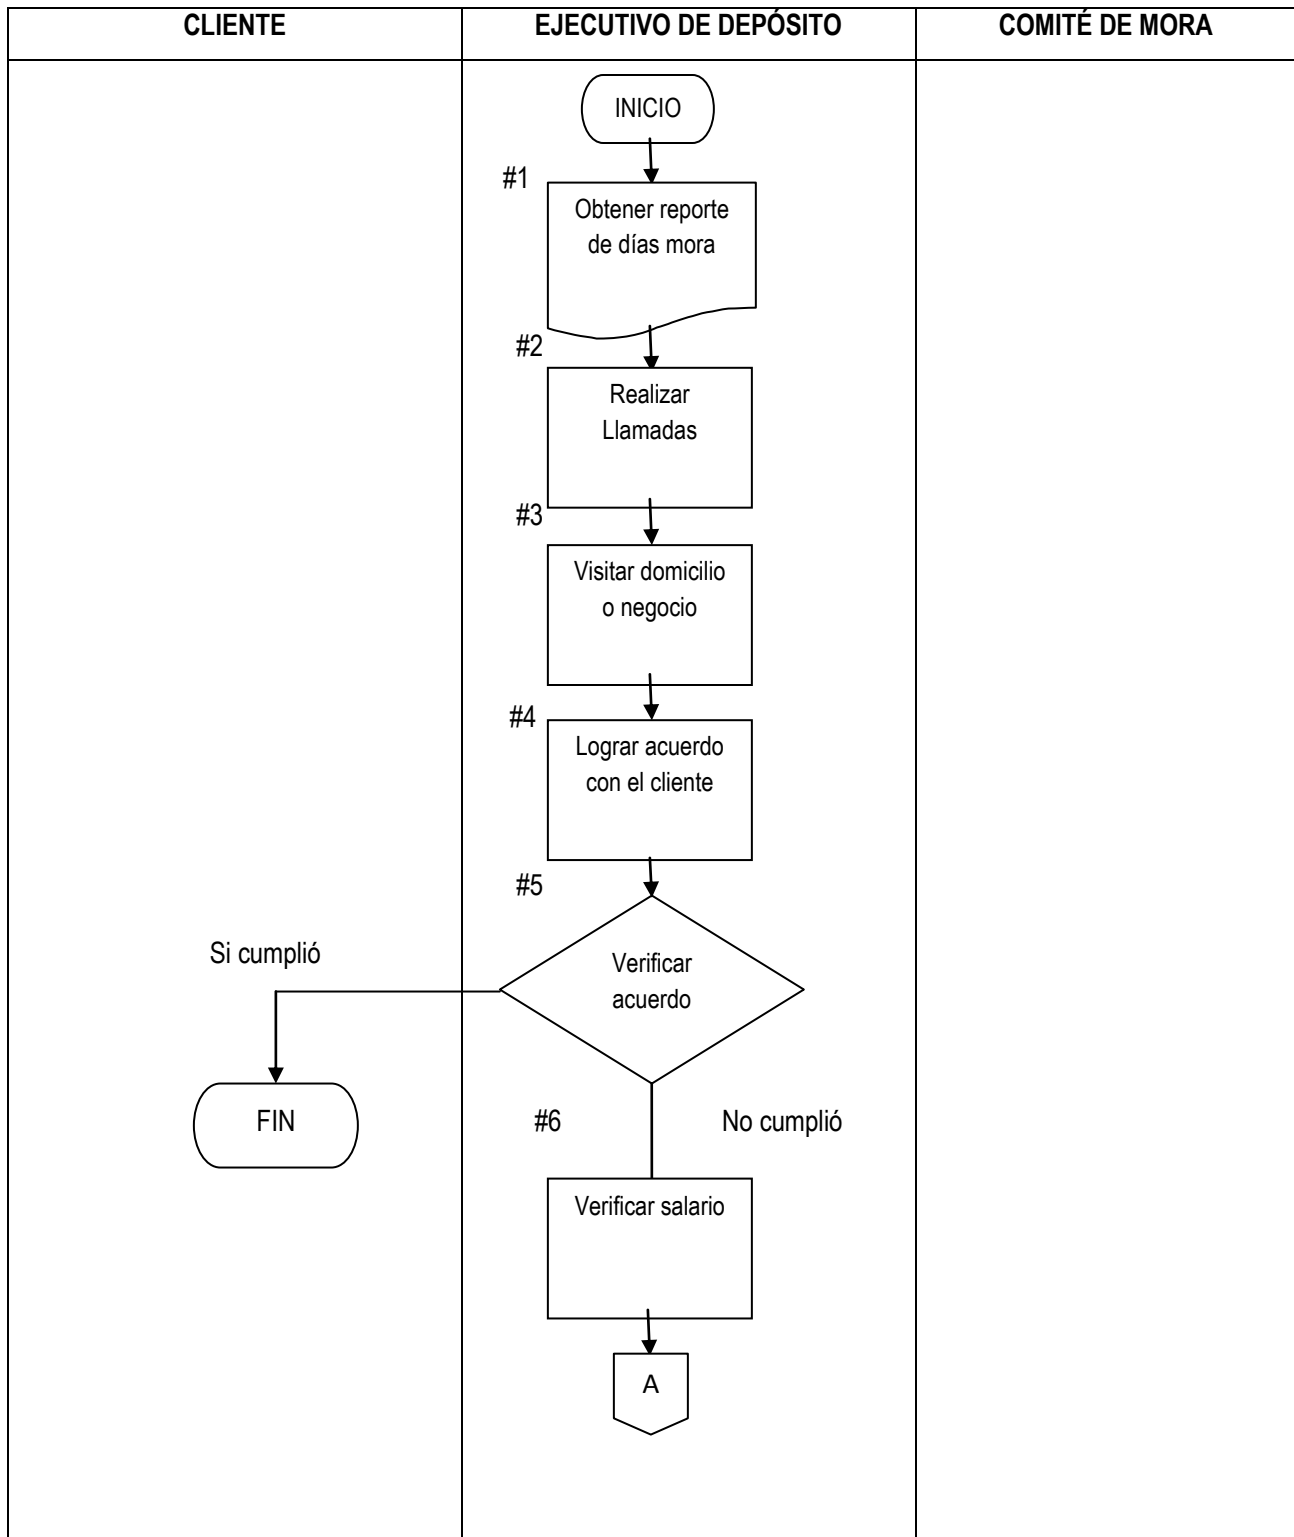 CLIENTE
EJECUTIVO DE DEPÓSITO
COMITÉ DE MORA
INICIO
#1
Obtener reporte
de días mora
#2
Realizar
Llamadas
#3
Visitar domicilio
o negocio
#4
Lograr acuerdo
con el cliente
#5
Verificar
acuerdo
Si cumplió
FIN
#6
No cumplió
Verificar salario
A